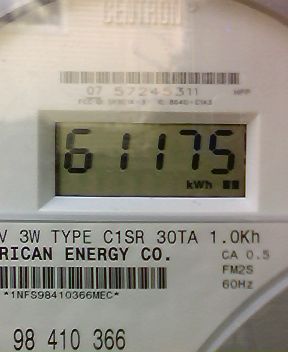 CENTRON
07 57245311
61175
kWh
V 3W TYPE C1SR 30TA 1.0Kh
RICAN ENERGY CO. CA 0.5
FM2S
*1NFS98410366MEC* 60Hz
98 410 366